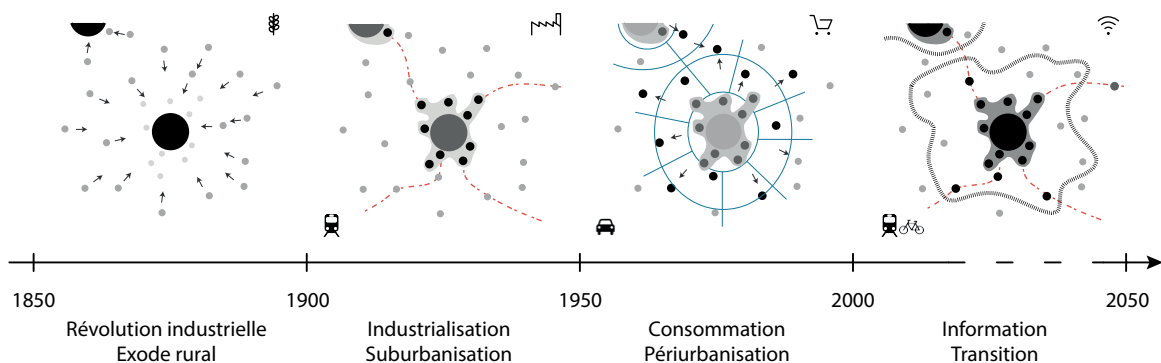 1850
1900
1950
2000
2050
Révolution industrielle
Exode rural
Industrialisation
Suburbanisation
Consommation
Périurbanisation
Information
Transition